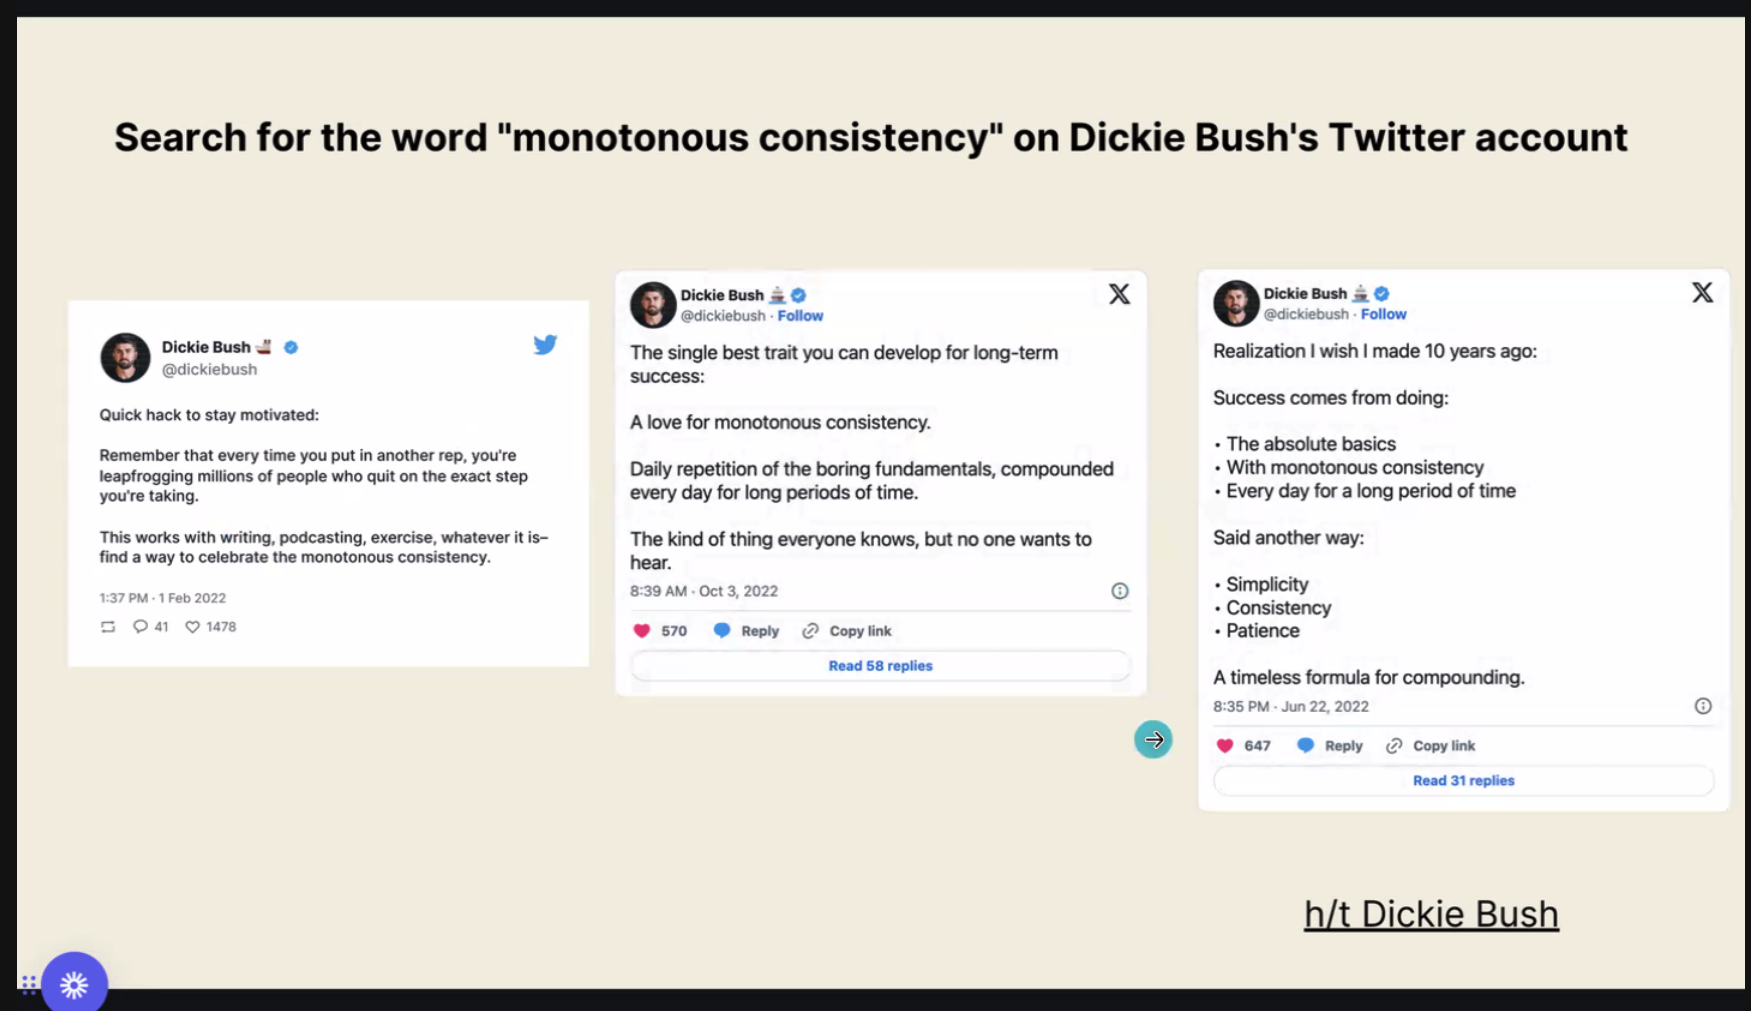 Search for the word "monotonous consistency" on Dickie Bush's Twitter account
Dickie Bush
@dickiebush
Quick hack to stay motivated:
Remember that every time you put in another rep, you're
leapfrogging millions of people who quit on the exact step
you're taking.
This works with writing, podcasting, exercise, whatever it is–
find a way to celebrate the monotonous consistency.
1:37 PM · 1 Feb 2022
41 1478
Dickie Bush
@dickiebush · Follow
The single best trait you can develop for long-term
success:
A love for monotonous consistency.
Daily repetition of the boring fundamentals, compounded
every day for long periods of time.
The kind of thing everyone knows, but no one wants to
hear.
8:39 AM · Oct 3, 2022
570 Reply Copy link
Read 58 replies
Dickie Bush
@dickiebush · Follow
Realization I wish I made 10 years ago:
Success comes from doing:
• The absolute basics
• With monotonous consistency
• Every day for a long period of time
Said another way:
• Simplicity
• Consistency
• Patience
A timeless formula for compounding.
8:35 PM · Jun 22, 2022
647 Reply Copy link
Read 31 replies
h/t Dickie Bush